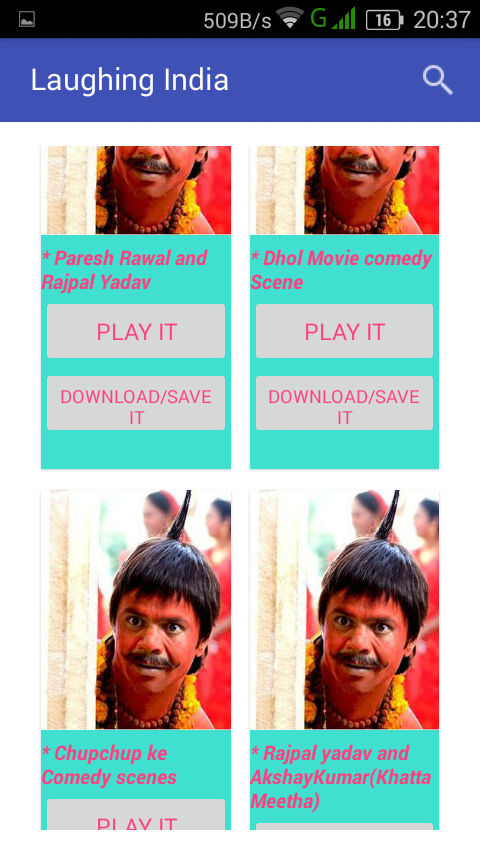 509B/s G 16 20:37
Laughing India
* Paresh Rawal and
Rajpal Yadav
PLAY IT
DOWNLOAD/SAVE
IT
* Dhol Movie comedy
Scene
PLAY IT
DOWNLOAD/SAVE
IT
* Chupchup ke
Comedy scenes
PLAY IT
* Rajpal yadav and
AkshayKumar(Khatta
Meetha)